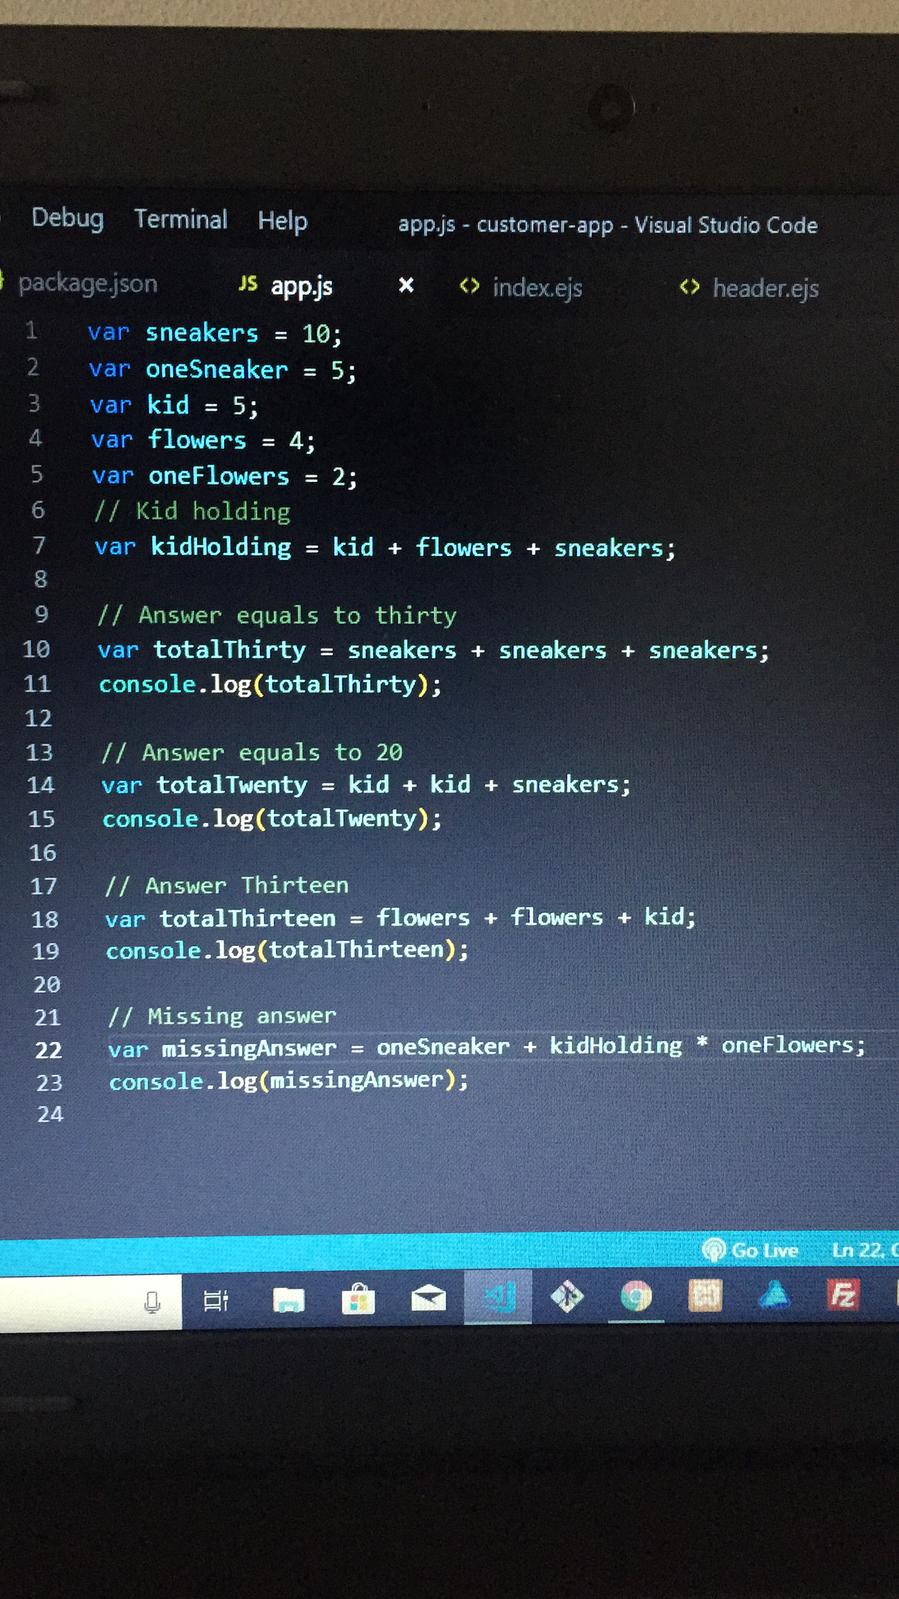 Debug Terminal Help app.js - customer-app - Visual Studio Code
package.json JS app.js × <> index.ejs <> header.ejs
1 var sneakers = 10;
2 var oneSneaker = 5;
3 var kid = 5;
4 var flowers = 4;
5 var oneFlowers = 2;
6 // Kid holding
7 var kidHolding = kid + flowers + sneakers;
8
9 // Answer equals to thirty
10 var totalThirty = sneakers + sneakers + sneakers;
11 console.log(totalThirty);
12
13 // Answer equals to 20
14 var totalTwenty = kid + kid + sneakers;
15 console.log(totalTwenty);
16
17 // Answer Thirteen
18 var totalThirteen = flowers + flowers + kid;
19 console.log(totalThirteen);
20
21 // Missing answer
22 var missingAnswer = oneSneaker + kidHolding * oneFlowers;
23 console.log(missingAnswer);
24
Go Live Ln 22,
FZ